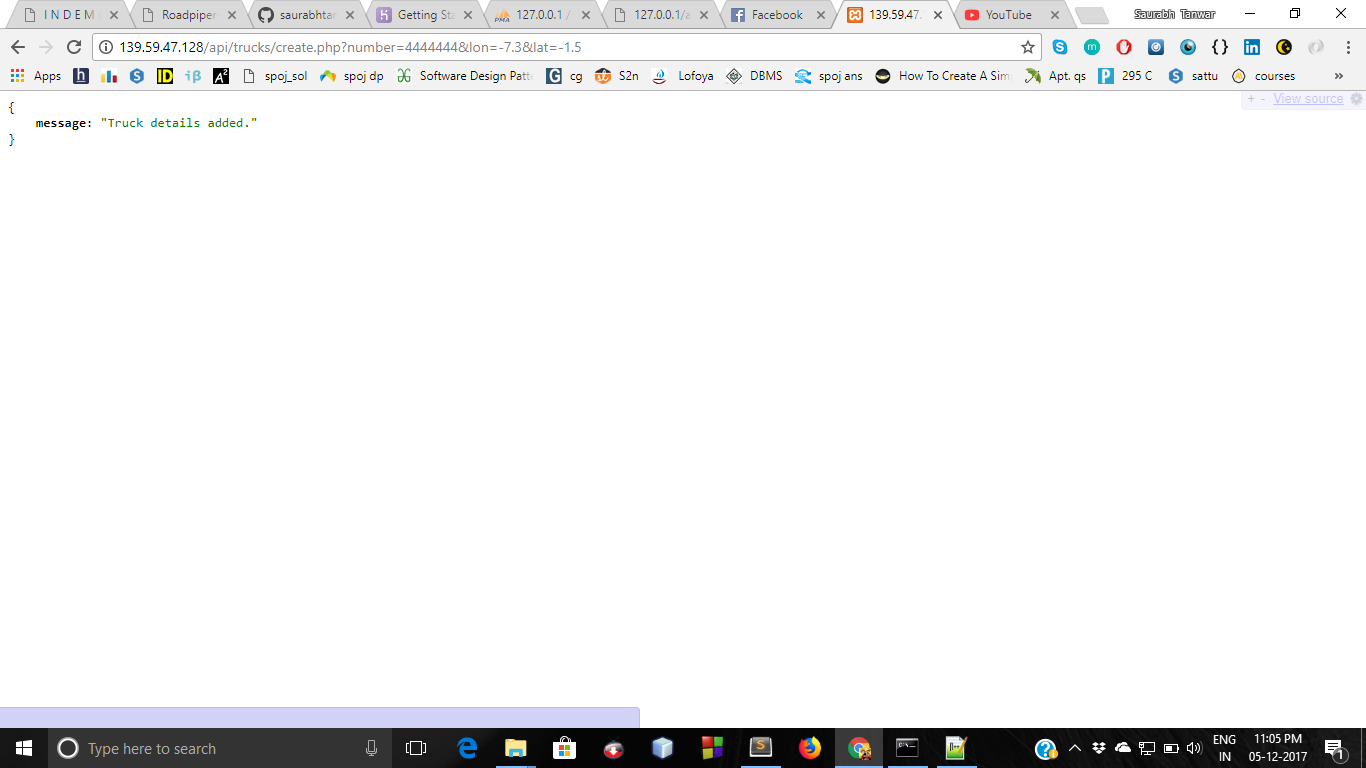 I N D E M
Roadpiper
saurabhtar
Getting Sta
127.0.0.1 /
127.0.0.1/a
Facebook
139.59.47.
YouTube
Saurabh Tanwar
139.59.47.128/api/trucks/create.php?number=4444444&lon=-7.3&lat=-1.5
Apps
spoj_sol
spoj dp
Software Design Patt
cg
S2n
Lofoya
DBMS
spoj ans
How To Create A Sim
Apt. qs
295 C
sattu
courses
»
+ - View source
{
message: "Truck details added."
}
Type here to search
ENG
IN
11:05 PM
05-12-2017
1